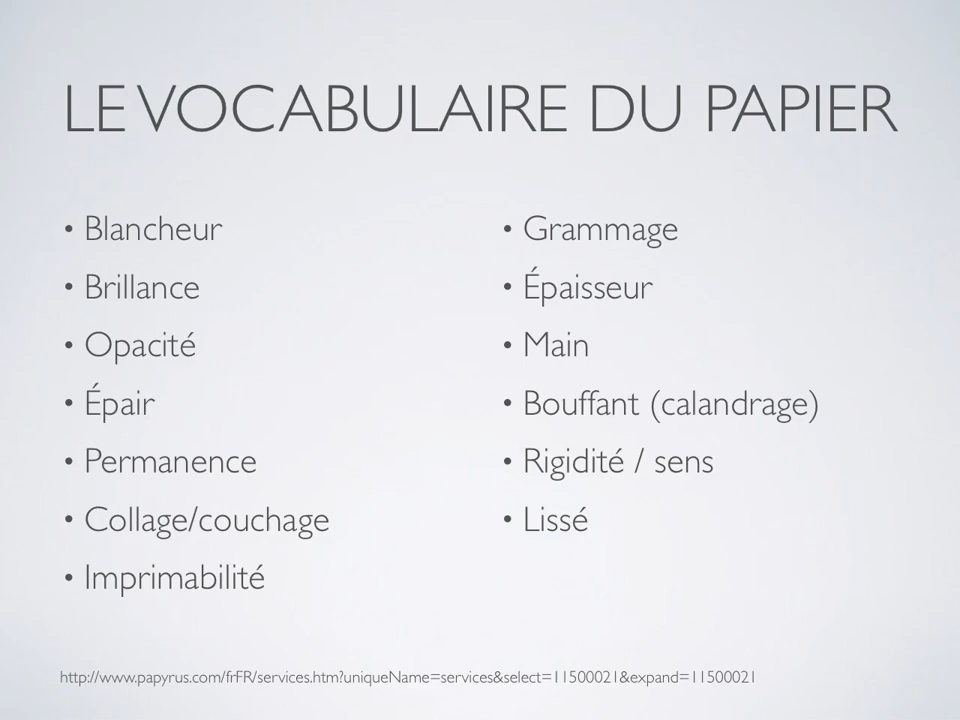 LE VOCABULAIRE DU PAPIER
• Blancheur
• Brillance
• Opacité
• Épair
• Permanence
• Collage/couchage
• Imprimabilité
• Grammage
• Épaisseur
• Main
• Bouffant (calandrage)
• Rigidité / sens
• Lissé
http://www.papyrus.com/frFR/services.htm?uniqueName=services&select=11500021&expand=11500021